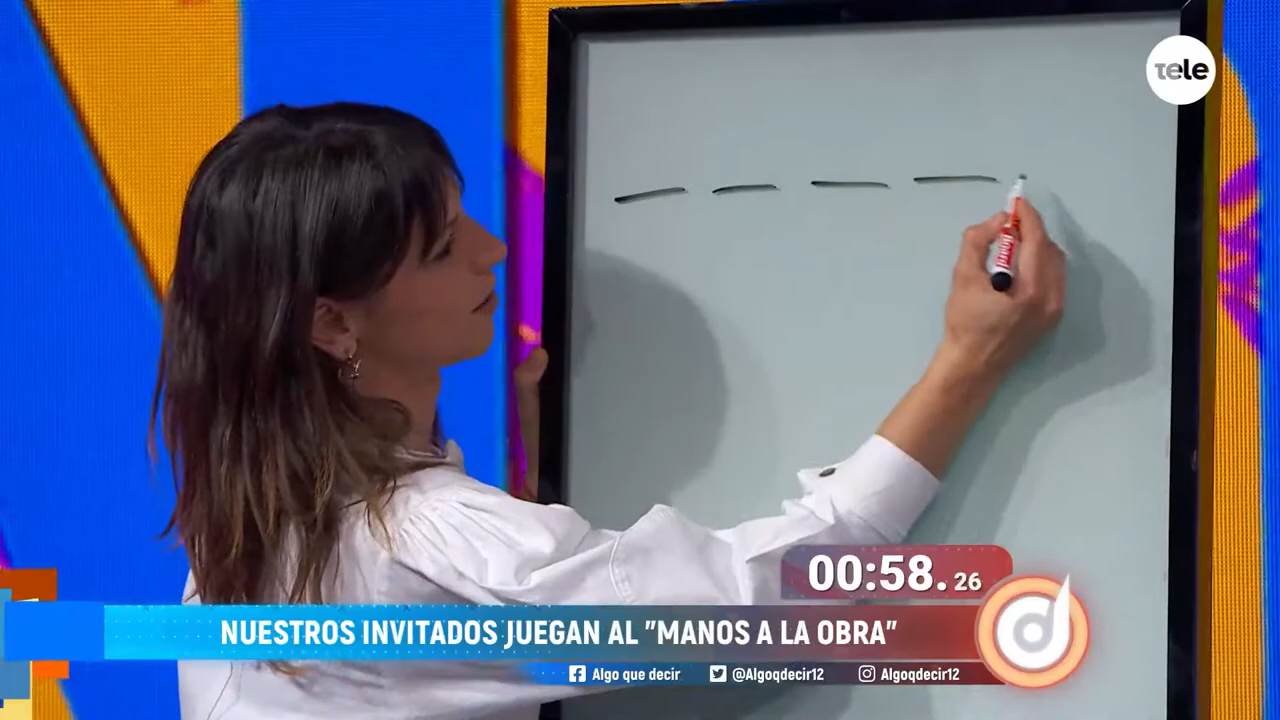 tele
00:58.26
NUESTROS INVITADOS JUEGAN AL "MANOS A LA OBRA"
Algo que decir @Algoqdecir12 Algoqdecir12